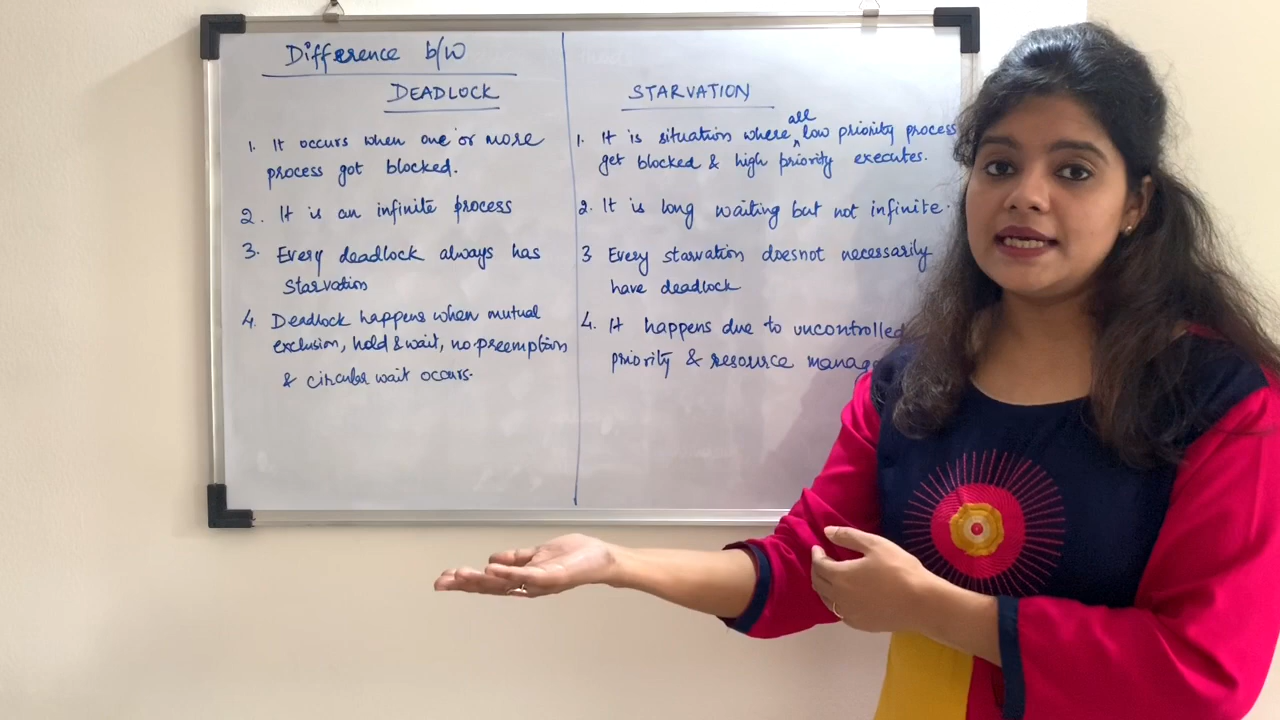 Difference b/w
DEADLOCK
1. It occurs when one or more
process got blocked.
2. It is an infinite process
3. Every deadlock always has
starvation
4. Deadlock happens when mutual
exclusion, hold & wait, no preemption
& circular wait occurs.
STARVATION
1. It is situation where all low priority process
get blocked & high priority executes.
2. It is long waiting but not infinite.
3 Every starvation doesnot necessarily
have deadlock
4. It happens due to uncontrolled
priority & resource